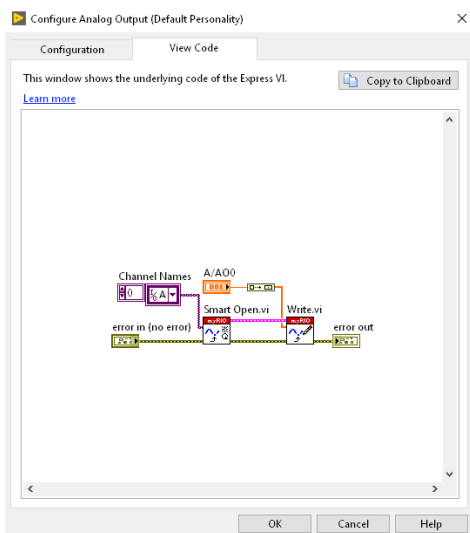 Configure Analog Output (Default Personality)
Configuration
View Code
This window shows the underlying code of the Express VI.
Copy to Clipboard
Learn more
Channel Names
A/AO0
0
I/O A
DBL
Smart Open.vi
Write.vi
myRIO
myRIO
error in (no error)
error out
OK
Cancel
Help